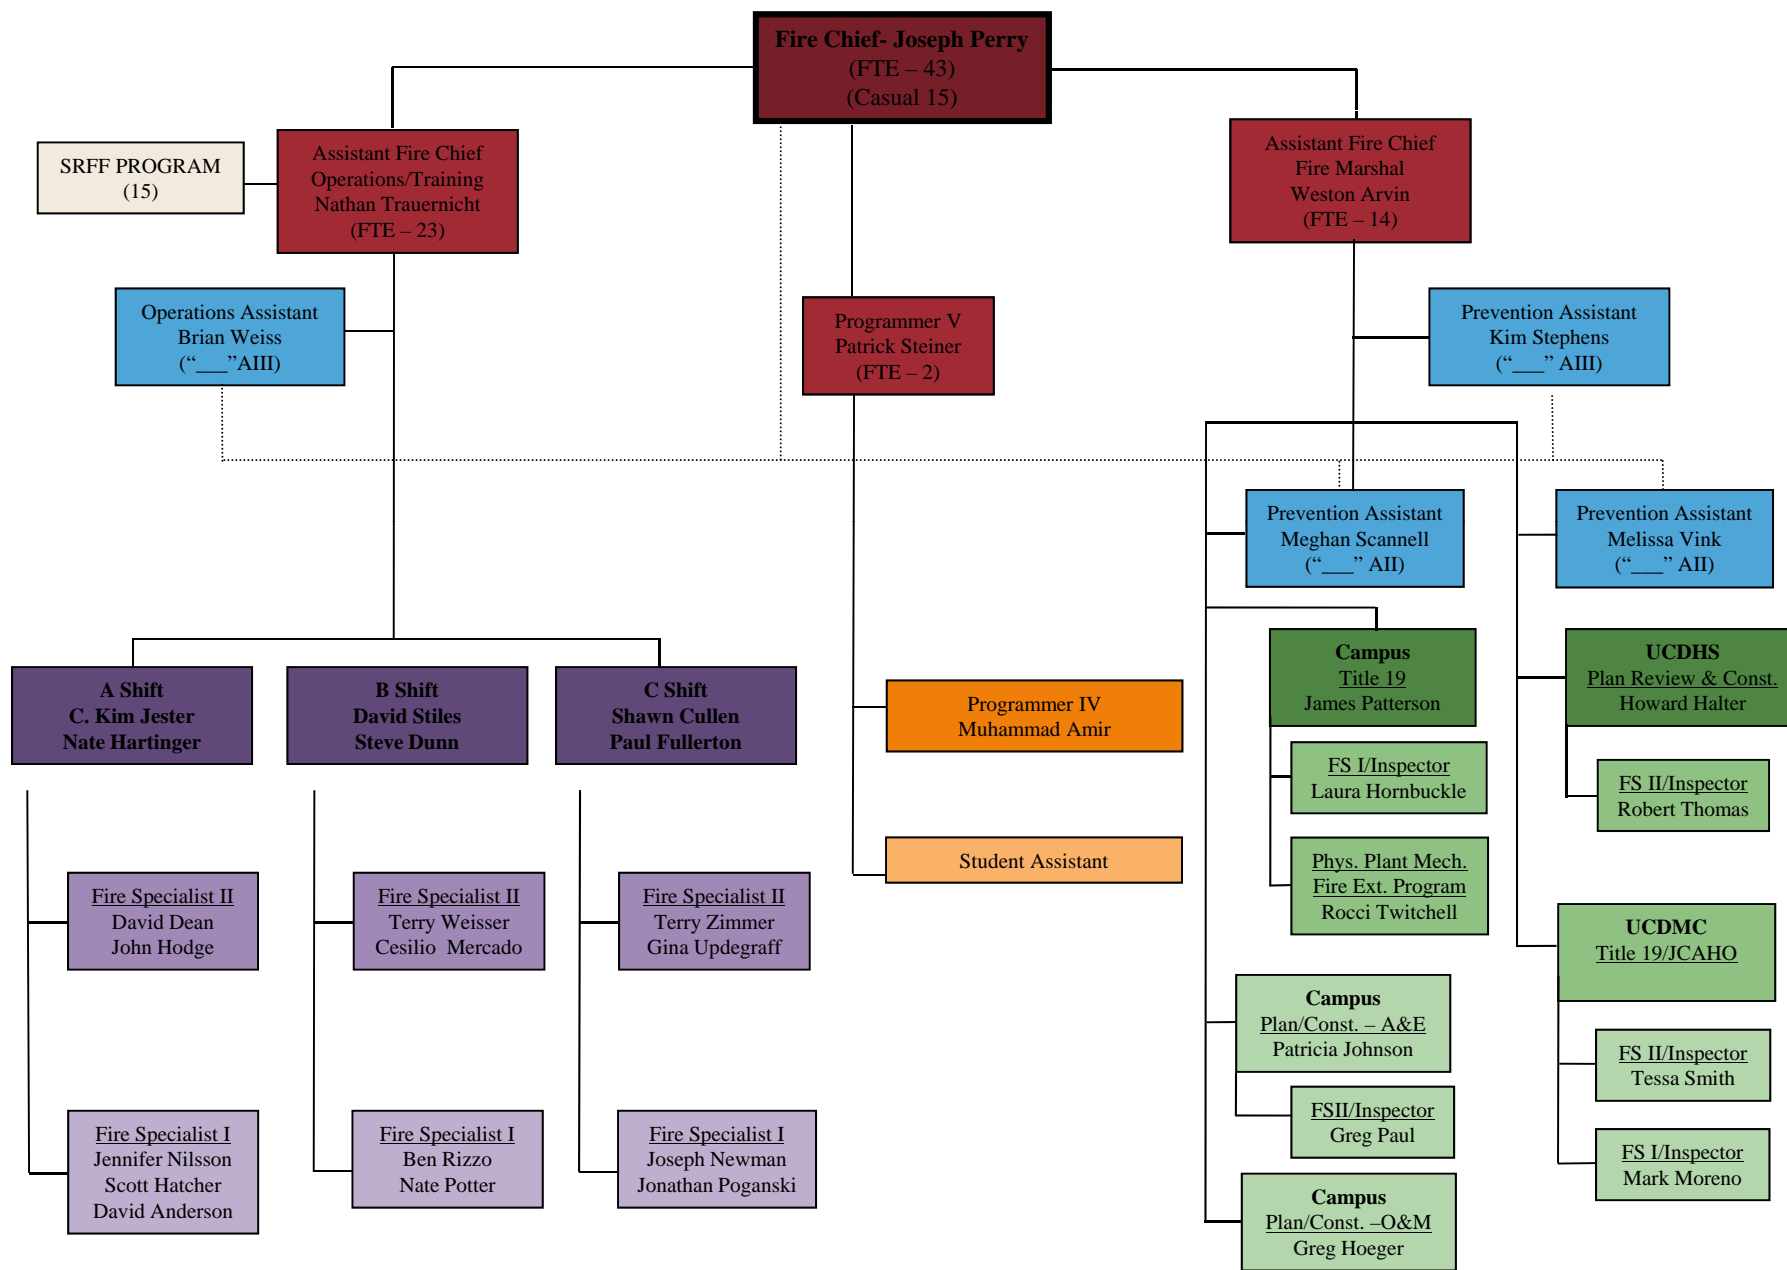 Fire Chief- Joseph Perry
(FTE – 43)
(Casual 15)
SRFF PROGRAM
(15)
Assistant Fire Chief
Operations/Training
Nathan Trauernicht
(FTE – 23)
Assistant Fire Chief
Fire Marshal
Weston Arvin
(FTE – 14)
Operations Assistant
Brian Weiss
(“___”AIII)
Programmer V
Patrick Steiner
(FTE – 2)
Prevention Assistant
Kim Stephens
(“___” AIII)
Prevention Assistant
Meghan Scannell
(“___” AII)
Prevention Assistant
Melissa Vink
(“___” AII)
A Shift
C. Kim Jester
Nate Hartinger
B Shift
David Stiles
Steve Dunn
C Shift
Shawn Cullen
Paul Fullerton
Programmer IV
Muhammad Amir
Student Assistant
Campus
Title 19
James Patterson
UCDHS
Plan Review & Const.
Howard Halter
FS I/Inspector
Laura Hornbuckle
FS II/Inspector
Robert Thomas
Phys. Plant Mech.
Fire Ext. Program
Rocci Twitchell
Fire Specialist II
David Dean
John Hodge
Fire Specialist II
Terry Weisser
Cesilio  Mercado
Fire Specialist II
Terry Zimmer
Gina Updegraff
UCDMC
Title 19/JCAHO
Campus
Plan/Const. – A&E
Patricia Johnson
FS II/Inspector
Tessa Smith
FSII/Inspector
Greg Paul
FS I/Inspector
Mark Moreno
Fire Specialist I
Jennifer Nilsson
Scott Hatcher
David Anderson
Fire Specialist I
Ben Rizzo
Nate Potter
Fire Specialist I
Joseph Newman
Jonathan Poganski
Campus
Plan/Const. –O&M
Greg Hoeger